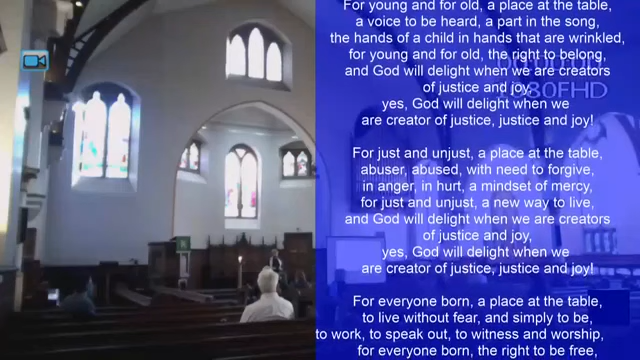 For young and for old, a place at the table,
a voice to be heard, a part in the song,
the hands of a child in hands that are wrinkled,
for young and for old, the right to belong,
and God will delight when we are creators
of justice and joy,
yes, God will delight when we
are creator of justice, justice and joy!
For just and unjust, a place at the table,
abuser, abused, with need to forgive,
in anger, in hurt, a mindset of mercy,
for just and unjust, a new way to live,
and God will delight when we are creators
of justice and joy,
yes, God will delight when we
are creator of justice, justice and joy!
For everyone born, a place at the table,
to live without fear, and simply to be,
to work, to speak out, to witness and worship,
for everyone born, the right to be free,
1080FHD